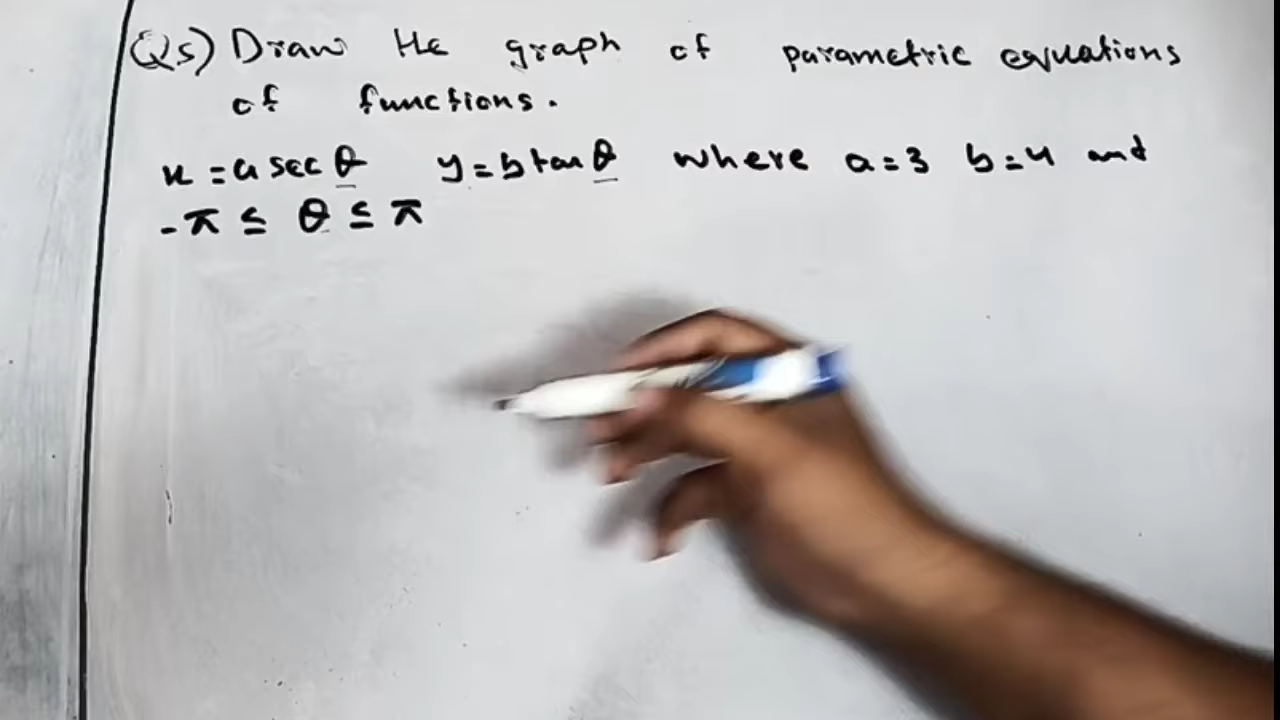 Q5) Draw the graph of parametric equations
of functions.
x = a sec θ y = b tan θ where a = 3 b = 4 and
-π ≤ θ ≤ π